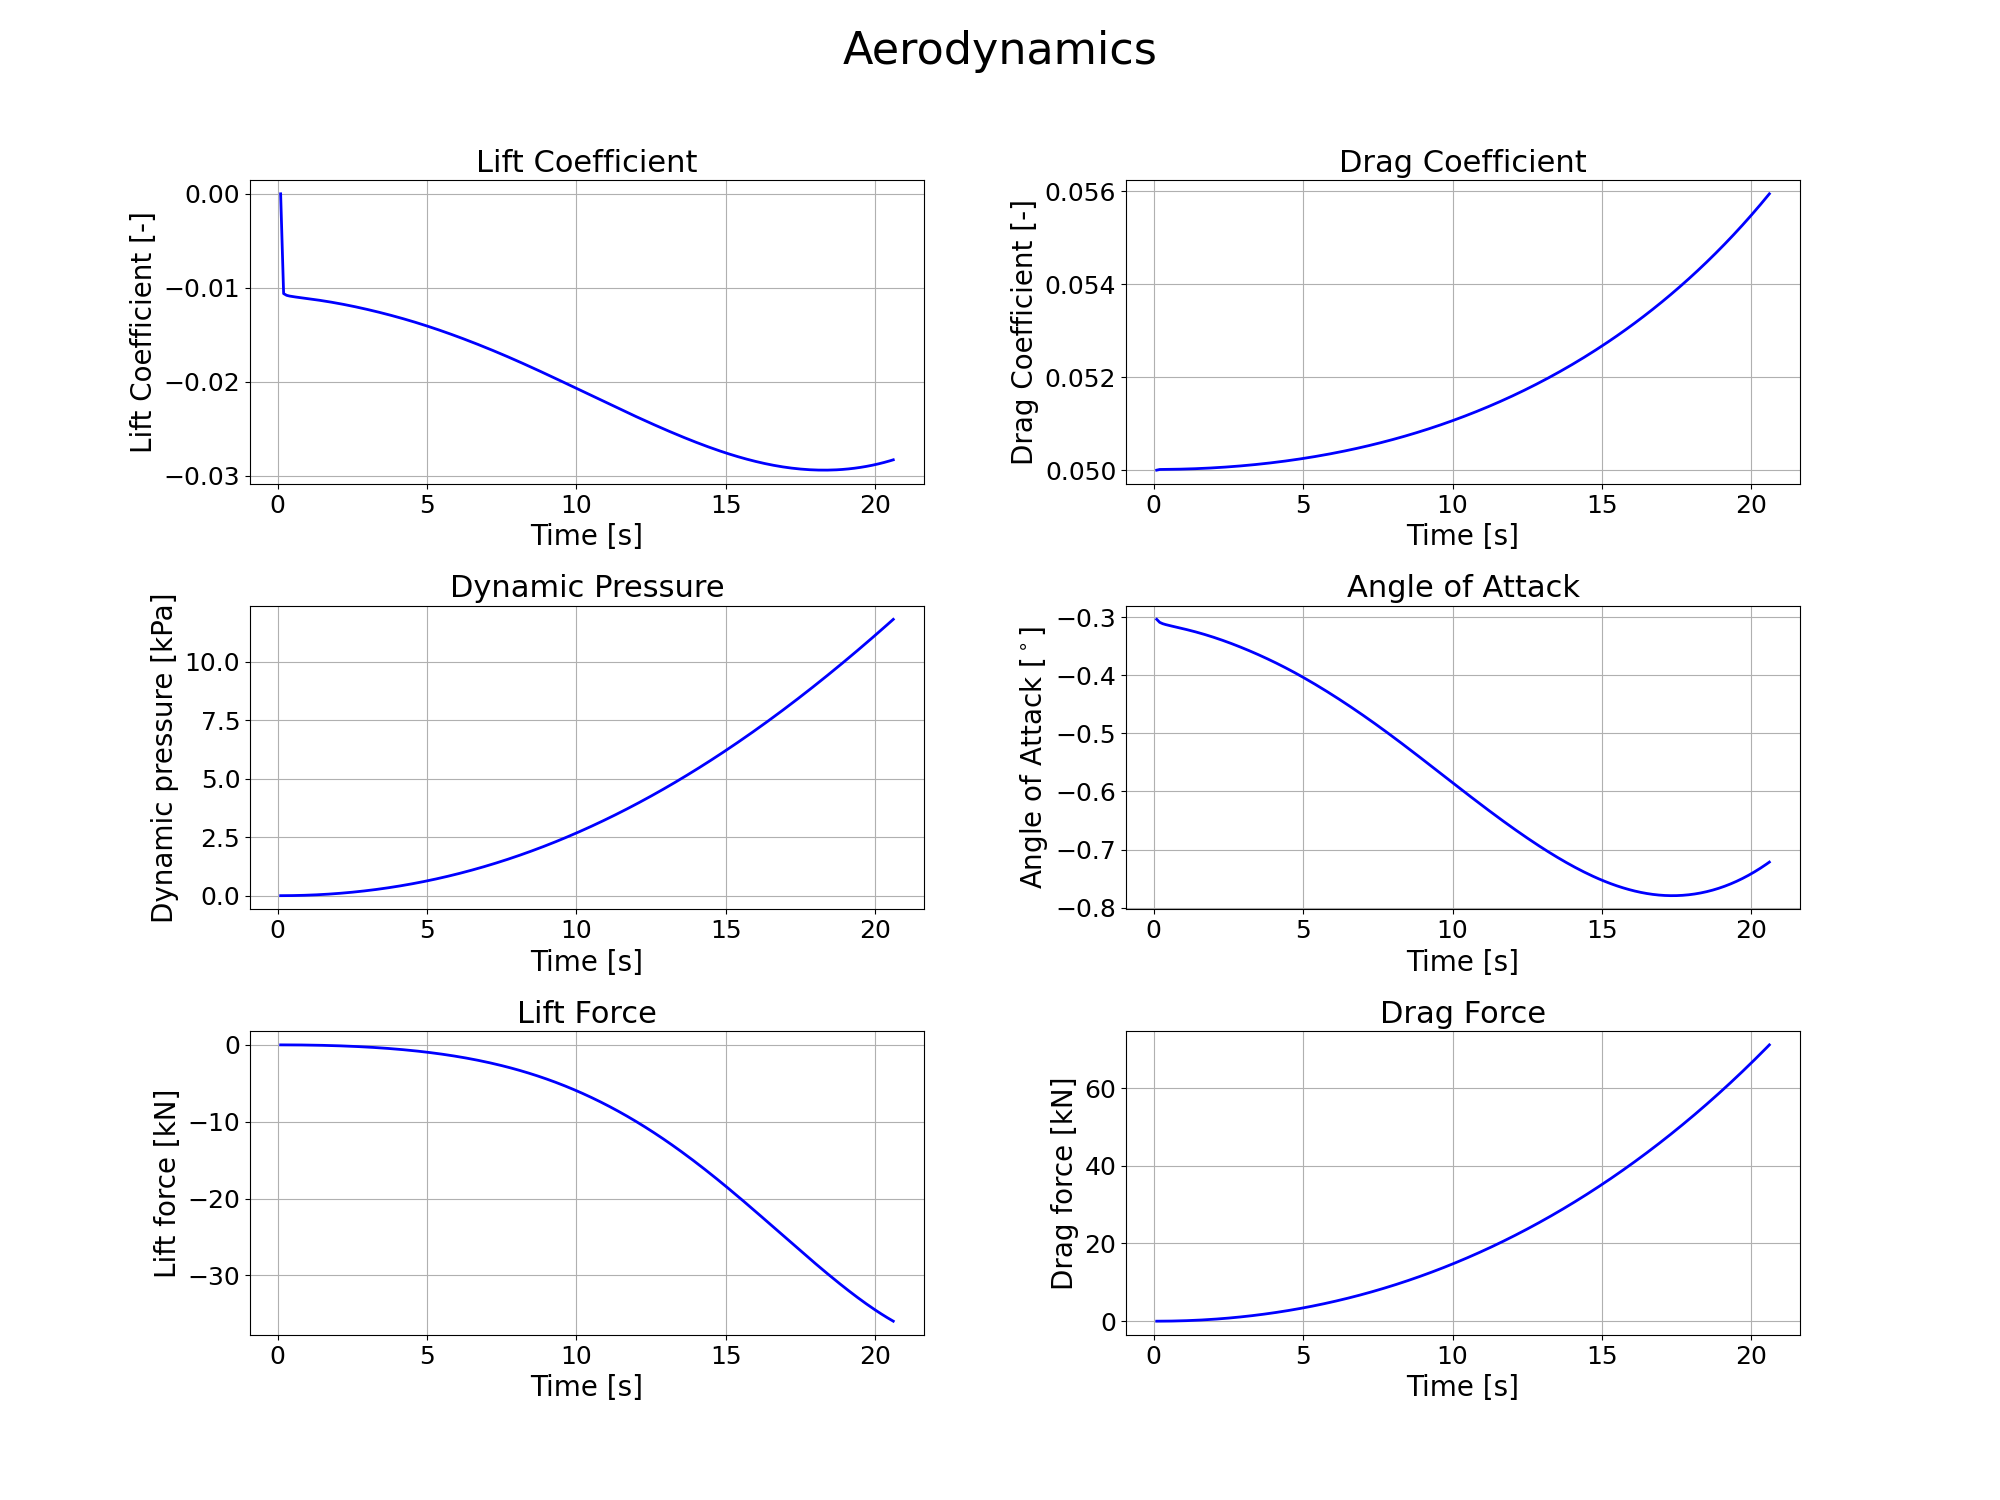 Aerodynamics
Lift Coefficient
Lift Coefficient [-]
0.00
−0.01
−0.02
−0.03
0 5 10 15 20
Time [s]
Drag Coefficient
Drag Coefficient [-]
0.056
0.054
0.052
0.050
0 5 10 15 20
Time [s]
Dynamic Pressure
Dynamic pressure [kPa]
10.0
7.5
5.0
2.5
0.0
0 5 10 15 20
Time [s]
Angle of Attack
Angle of Attack [°]
−0.3
−0.4
−0.5
−0.6
−0.7
−0.8
0 5 10 15 20
Time [s]
Lift Force
Lift force [kN]
0
−10
−20
−30
0 5 10 15 20
Time [s]
Drag Force
Drag force [kN]
60
40
20
0
0 5 10 15 20
Time [s]